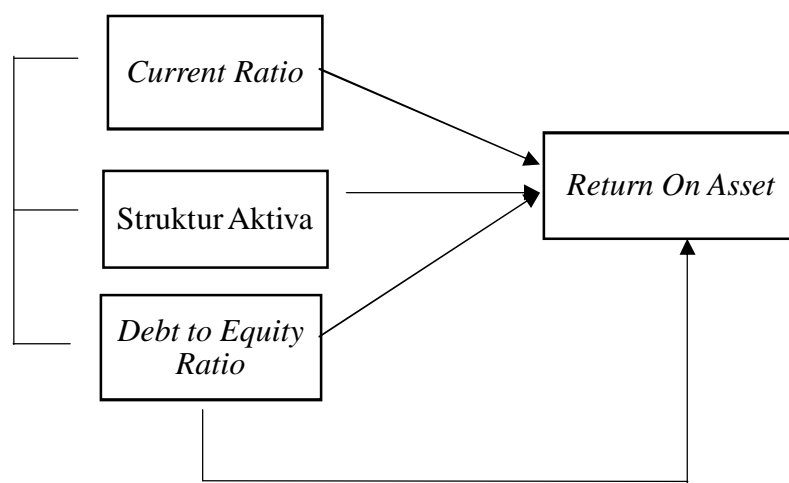 Current Ratio
Struktur Aktiva
Debt to Equity
Ratio
Return On Asset